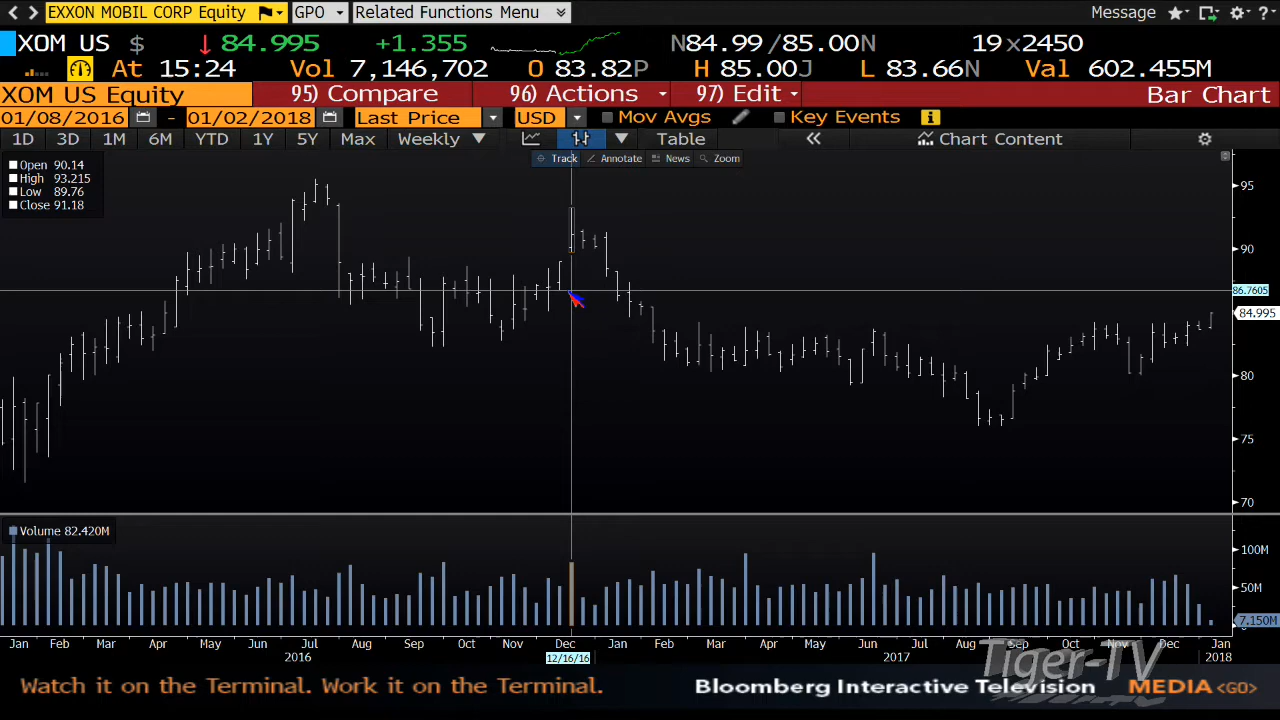 EXXON MOBIL CORP Equity GPO Related Functions Menu Message ?
XOM US $ 84.995 +1.355 N84.99 /85.00N 19 x2450
At 15:24 Vol 7,146,702 O 83.82P H 85.00J L 83.66N Val 602.455M
XOM US Equity 95) Compare 96) Actions 97) Edit Bar Chart
01/08/2016 - 01/02/2018 Last Price USD Mov Avgs Key Events
1D 3D 1M 6M YTD 1Y 5Y Max Weekly Table « Chart Content
Track Annotate News Zoom
Open 90.14
High 93.215
Low 89.76
Close 91.18
95
90
86.7605
84.995
80
75
70
Volume 82.420M
100M
50M
7.150M
0
Jan Feb Mar Apr May Jun Jul Aug Sep Oct Nov Dec Jan Feb Mar Apr May Jun Jul Aug Sep Oct Nov Dec Jan
2016 12/16/16 2017 2018
Tiger-TV
Watch it on the Terminal. Work it on the Terminal. Bloomberg Interactive Television MEDIA <GO>